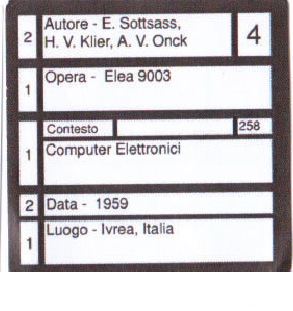 2 Autore - E. Sottsass, 4
H. V. Klier, A. V. Onck
1 Opera - Elea 9003
Contesto 258
1 Computer Elettronici
2 Data - 1959
1 Luogo - Ivrea, Italia